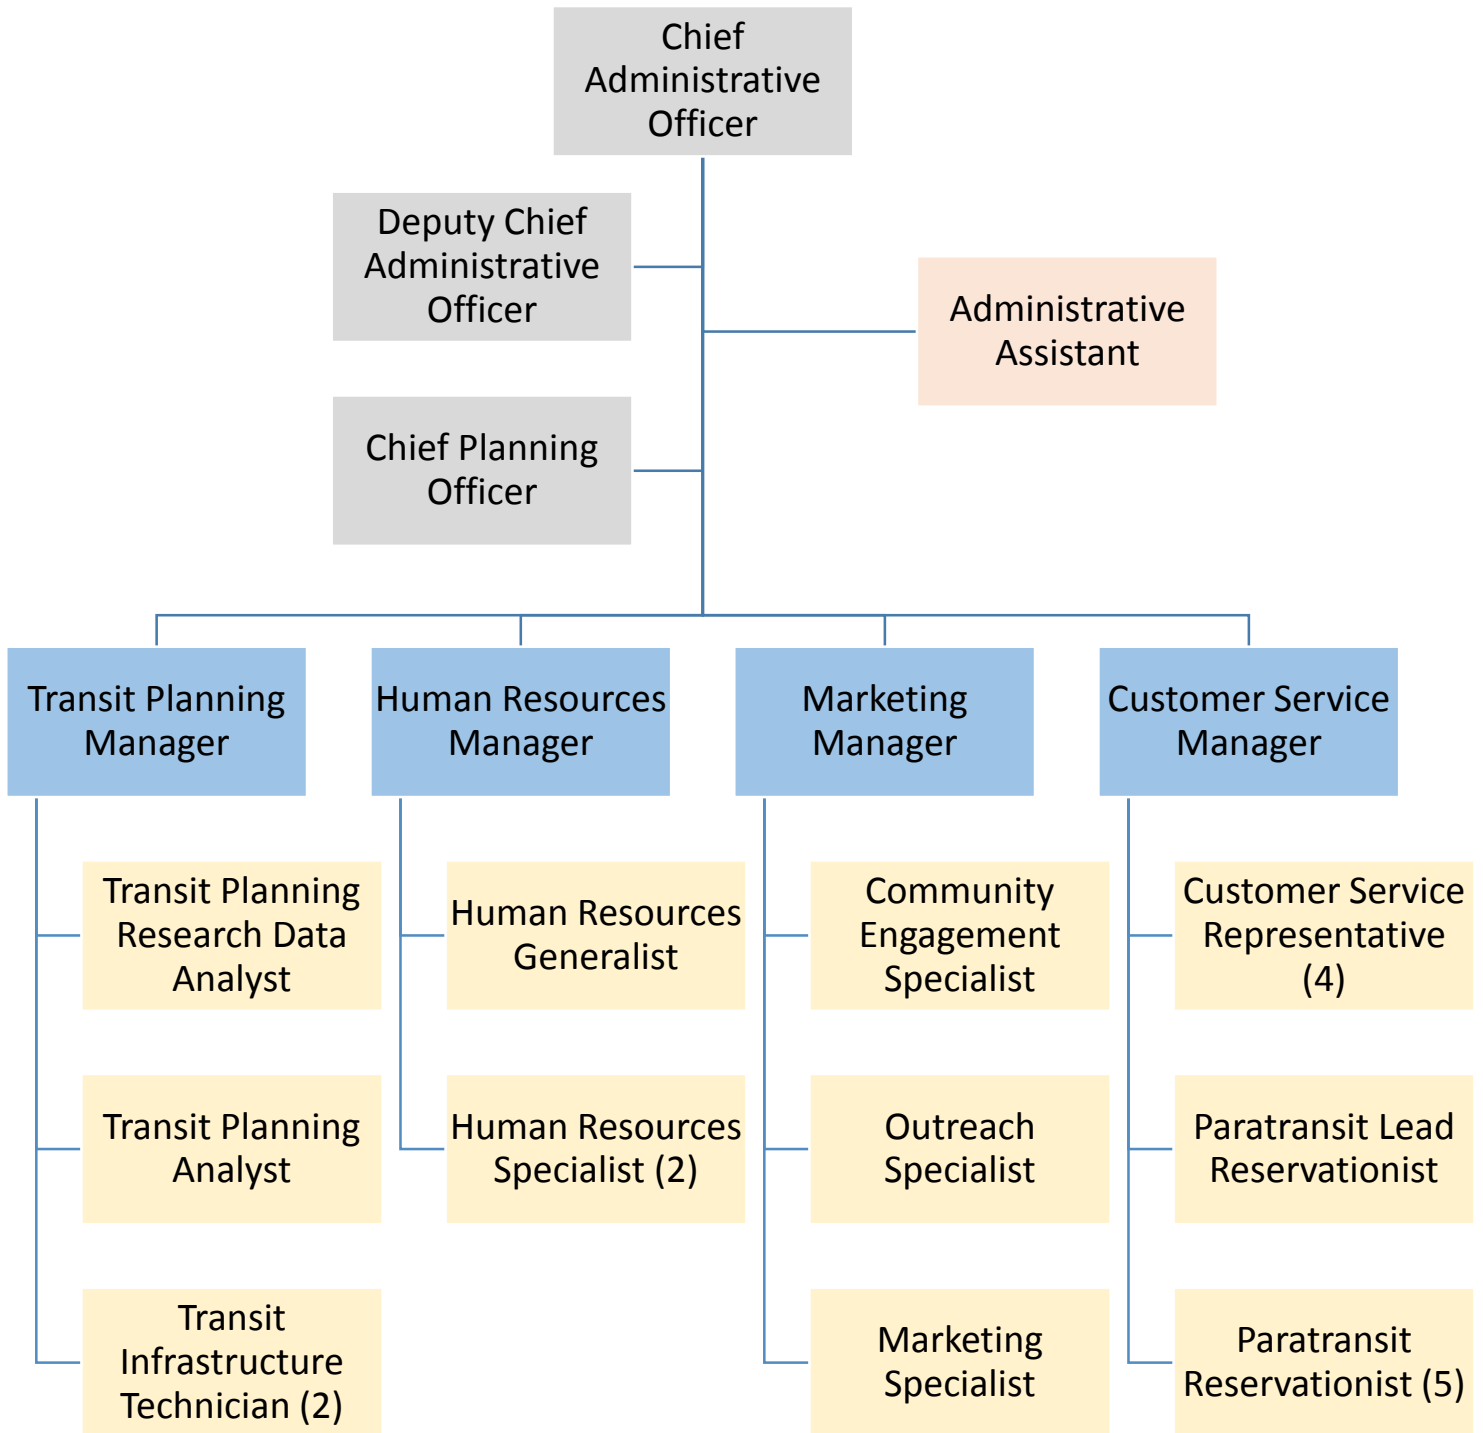 Chief
Administrative
Officer
Deputy Chief
Administrative
Officer
Administrative
Assistant
Chief Planning
Officer
Transit Planning
Manager
Human Resources
Manager
Marketing
Manager
Customer Service
Manager
Transit Planning
Research Data
Analyst
Human Resources
Generalist
Community
Engagement
Specialist
Customer Service
Representative
(4)
Transit Planning
Analyst
Human Resources
Specialist (2)
Outreach
Specialist
Paratransit Lead
Reservationist
Transit
Infrastructure
Technician (2)
Marketing
Specialist
Paratransit
Reservationist (5)